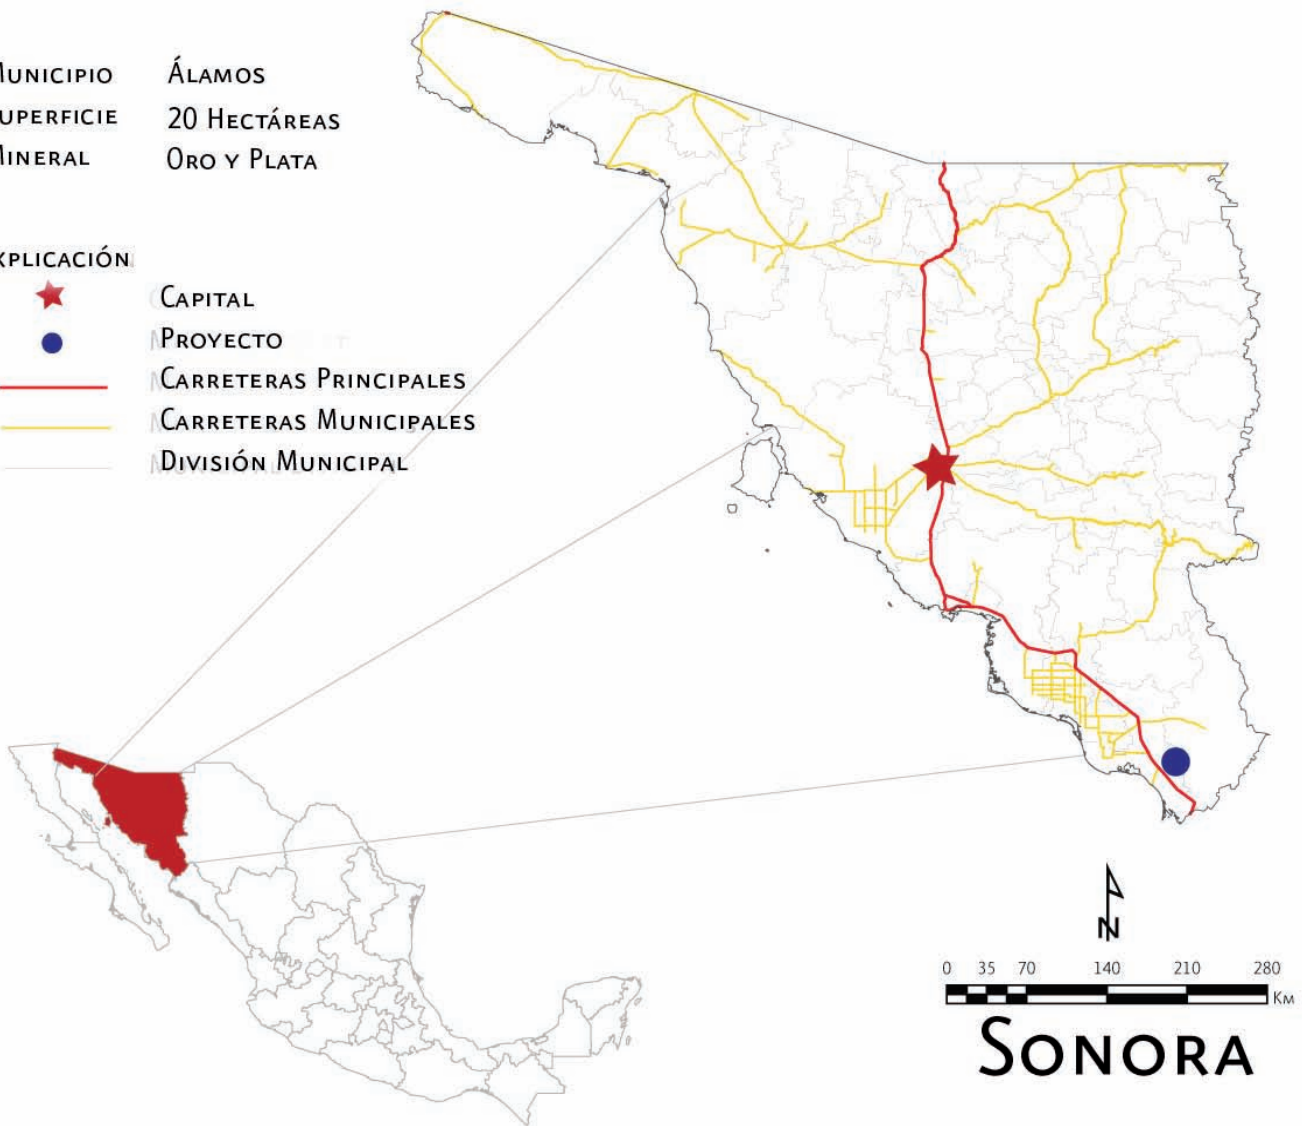 MUNICIPIO ÁLAMOS
SUPERFICIE 20 HECTÁREAS
MINERAL ORO Y PLATA
EXPLICACIÓN
CAPITAL
PROYECTO
CARRETERAS PRINCIPALES
CARRETERAS MUNICIPALES
DIVISIÓN MUNICIPAL
N
0 35 70 140 210 280
KM
SONORA